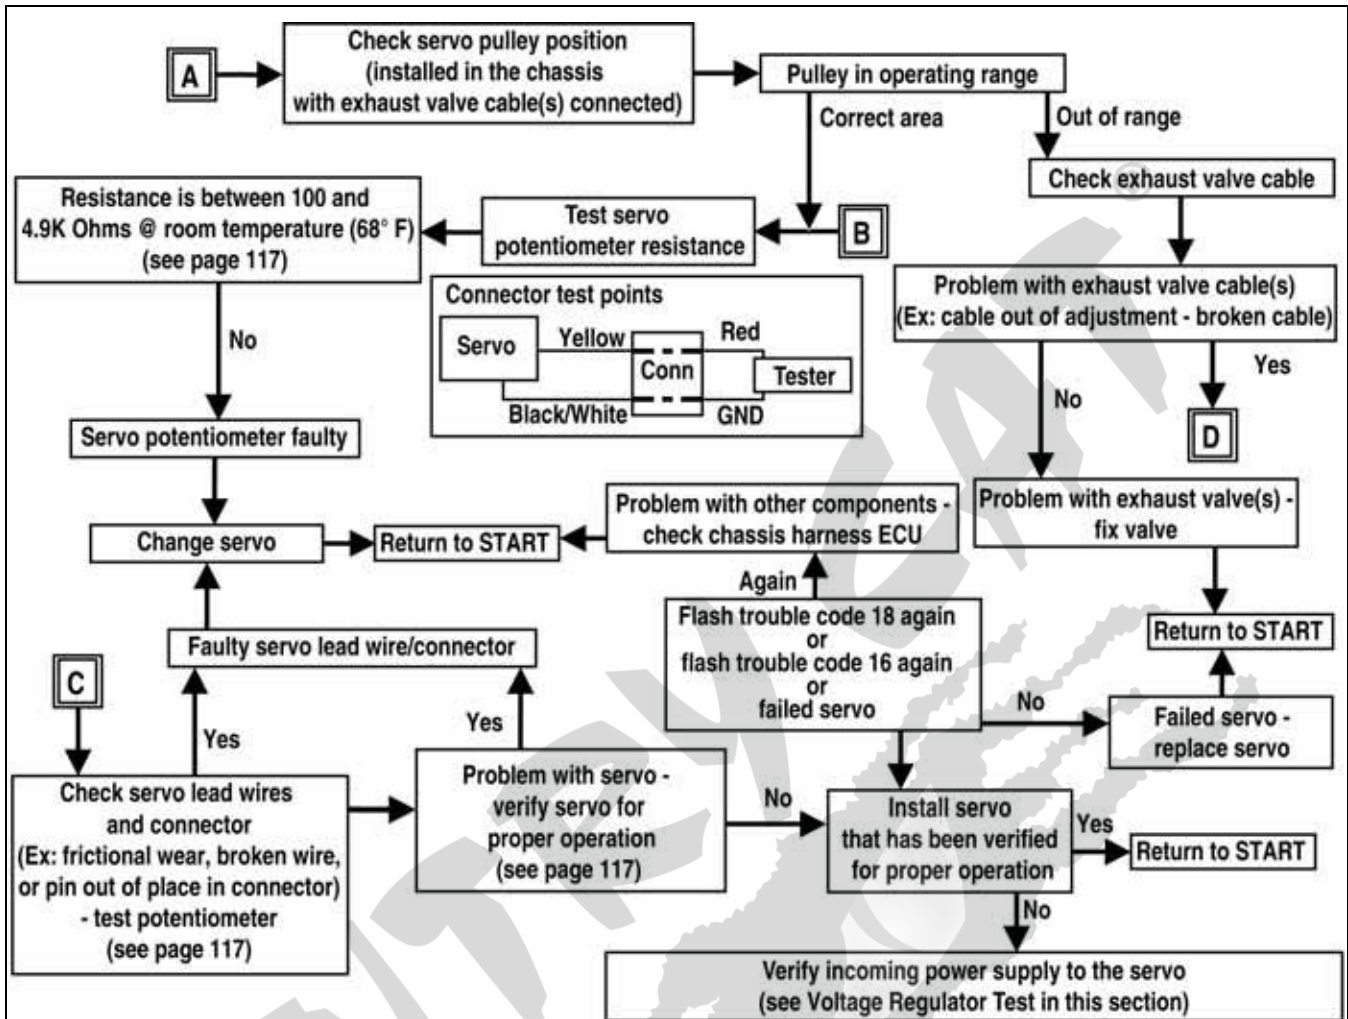 A
Check servo pulley position
(installed in the chassis
with exhaust valve cable(s) connected)
Pulley in operating range
Correct area
Out of range
Check exhaust valve cable
®
Resistance is between 100 and
4.9K Ohms @ room temperature (68° F)
(see page 117)
Test servo
potentiometer resistance
B
Problem with exhaust valve cable(s)
(Ex: cable out of adjustment - broken cable)
No
Yes
D
Connector test points
Servo
Yellow
Black/White
Conn
Red
GND
Tester
No
Servo potentiometer faulty
Change servo
Return to START
Problem with other components -
check chassis harness ECU
Problem with exhaust valve(s) -
fix valve
Return to START
Again
Flash trouble code 18 again
or
flash trouble code 16 again
or
failed servo
No
Failed servo -
replace servo
Faulty servo lead wire/connector
C
Yes
Yes
Check servo lead wires
and connector
(Ex: frictional wear, broken wire,
or pin out of place in connector)
- test potentiometer
(see page 117)
Problem with servo -
verify servo for
proper operation
(see page 117)
No
Install servo
that has been verified
for proper operation
Yes
Return to START
No
Verify incoming power supply to the servo
(see Voltage Regulator Test in this section)